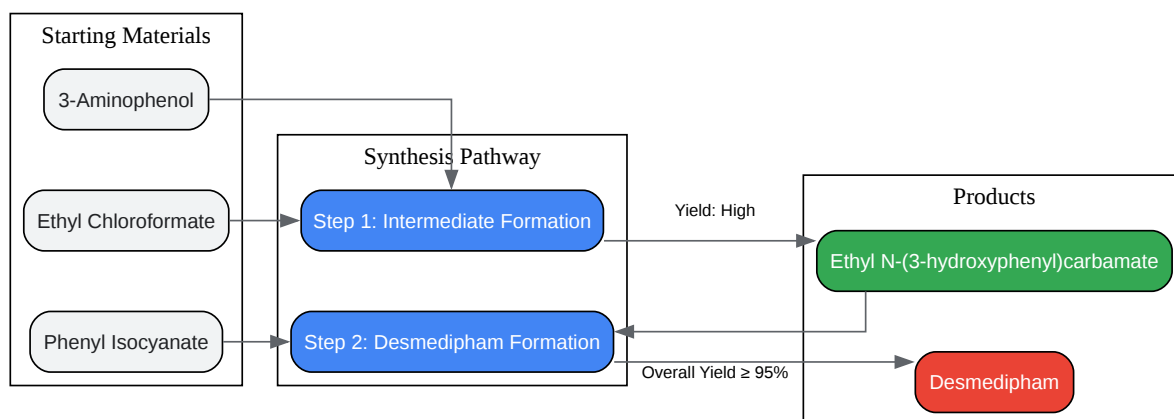 Starting Materials
3-Aminophenol
Synthesis Pathway
Ethyl Chloroformate
Step 1: Intermediate Formation
Yield: High
Products
Ethyl N-(3-hydroxyphenyl)carbamate
Phenyl Isocyanate
Step 2: Desmedipham Formation
Overall Yield ≥ 95%
Desmedipham